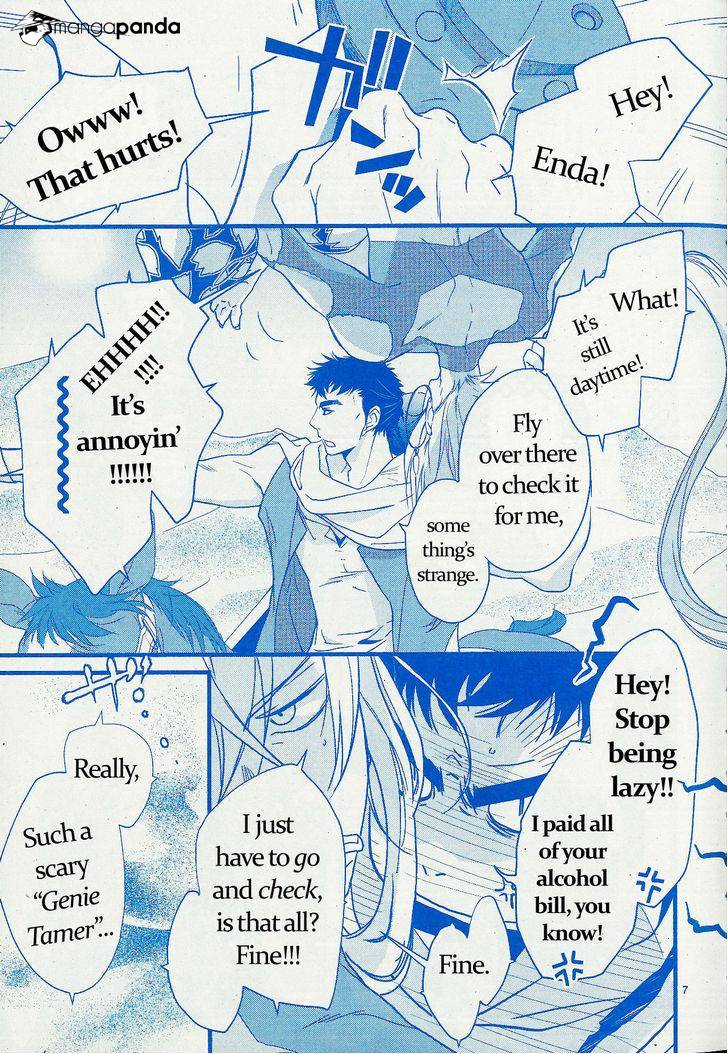 mangapanda
Hey!
Enda!
ガ!!
ンッ
Owww!
That hurts!
What!
It's
still
daytime!
Fly
over there
to check it
for me,
some
thing's
strange.
EHHHH!!
!!!!
It's
annoyin'
!!!!!!
Hey!
Stop
being
lazy!!
I paid all
of your
alcohol
bill, you
know!
Fine.
I just
have to go
and check,
is that all?
Fine!!!
Really,
Such a
scary
“Genie
Tamer”...
7